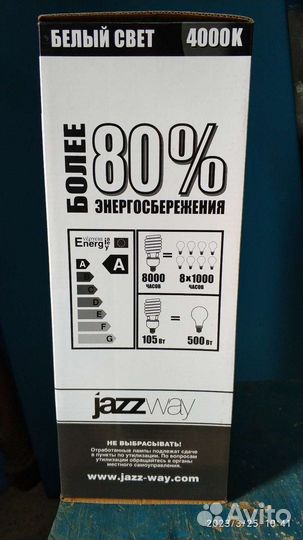 БЕЛЫЙ СВЕТ 4000K
БОЛЕЕ
80%
ЭНЕРГОСБЕРЕЖЕНИЯ
Energy
A
B
C
D
E
F
G
A
8000 ЧАСОВ = 8×1000 ЧАСОВ
105 Вт = 500 Вт
jazzway
НЕ ВЫБРАСЫВАТЬ!
Отработанные лампы подлежат сдаче
в пункты по утилизации. По вопросам
утилизации обращайтесь в органы
местного самоуправления.
www.jazz-way.com
2023/3/25 10:41
Avito